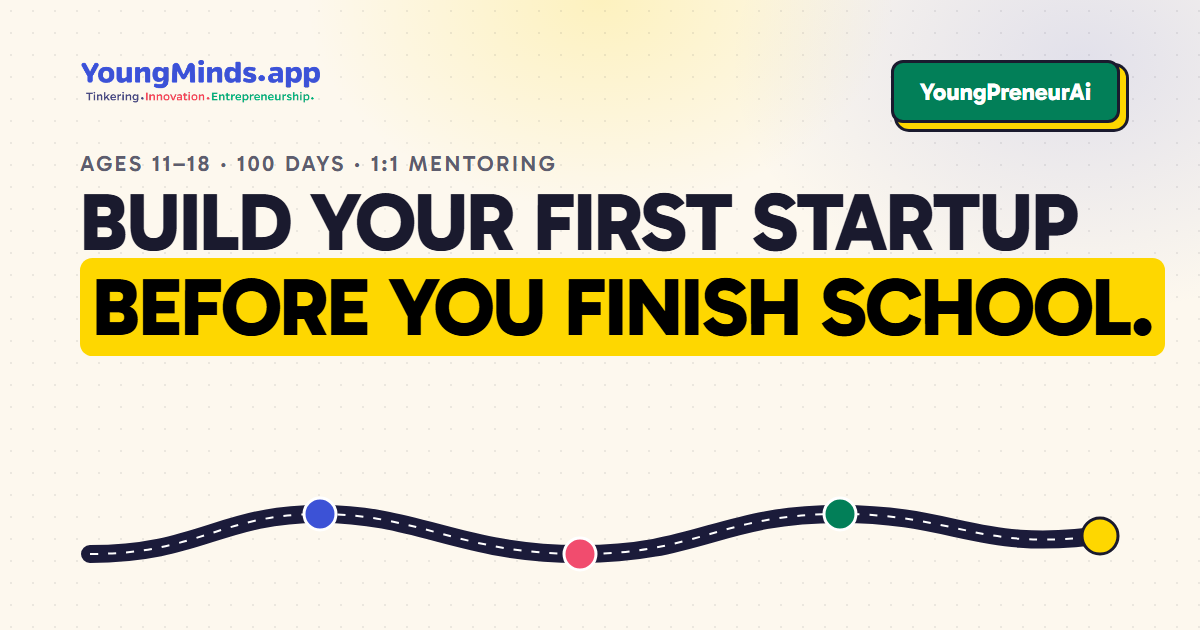 YoungMinds.app
Tinkering•Innovation•Entrepreneurship•
YoungPreneurAi
AGES 11–18 · 100 DAYS · 1:1 MENTORING
BUILD YOUR FIRST STARTUP
BEFORE YOU FINISH SCHOOL.